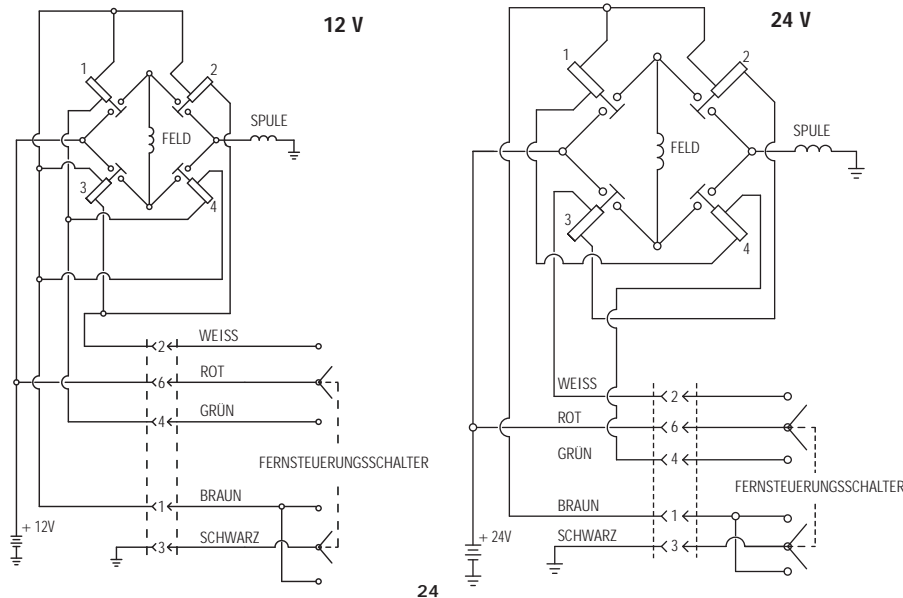 12 V
1
2
SPULE
FELD
3
4
2 WEISS
6 ROT
4 GRÜN
FERNSTEUERUNGSSCHALTER
1 BRAUN
+ 12V
3 SCHWARZ
24 V
1
2
SPULE
FELD
3
4
WEISS 2
ROT 6
GRÜN 4
FERNSTEUERUNGSSCHALTER
BRAUN 1
+ 24V
SCHWARZ 3
24